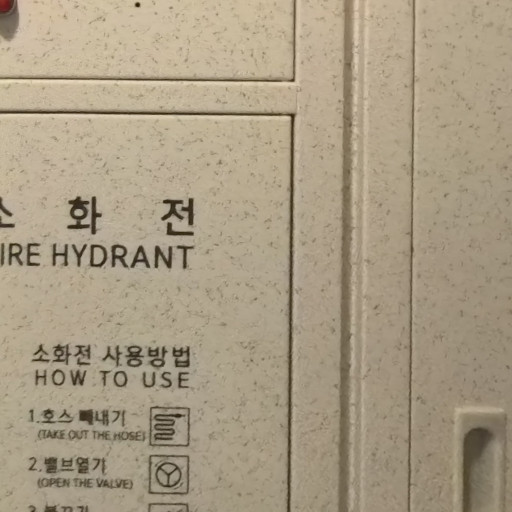 소 화 전
IRE HYDRANT
소화전 사용방법
HOW TO USE
1.호스 빼내기
(TAKE OUT THE HOSE)
2.밸브열기
(OPEN THE VALVE)